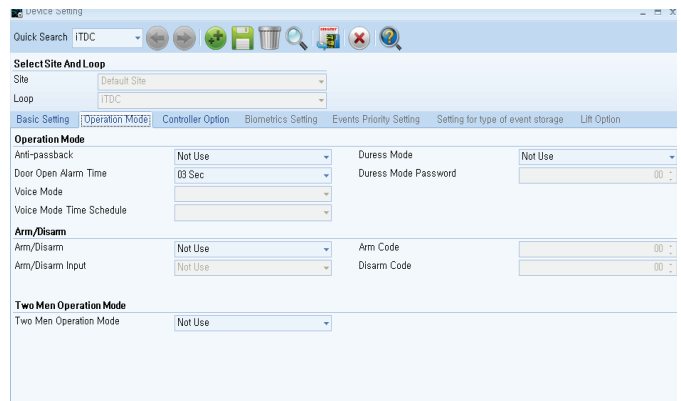 Device Setting
Quick Search iTDC
Select Site And Loop
Site Default Site
Loop iTDC
Basic Setting Operation Mode Controller Option Biometrics Setting Events Priority Setting Setting for type of event storage Lift Option
Operation Mode
Anti-passback Not Use Duress Mode Not Use
Door Open Alarm Time 03 Sec Duress Mode Password 00
Voice Mode
Voice Mode Time Schedule
Arm/Disarm
Arm/Disarm Not Use Arm Code 00
Arm/Disarm Input Not Use Disarm Code 00
Two Men Operation Mode
Two Men Operation Mode Not Use